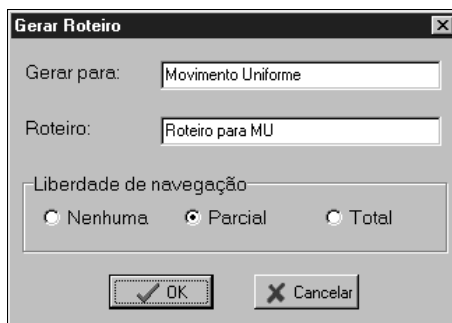 Gerar Roteiro
Gerar para: Movimento Uniforme
Roteiro: Roteiro para MU
Liberdade de navegação
Nenhuma Parcial Total
OK Cancelar